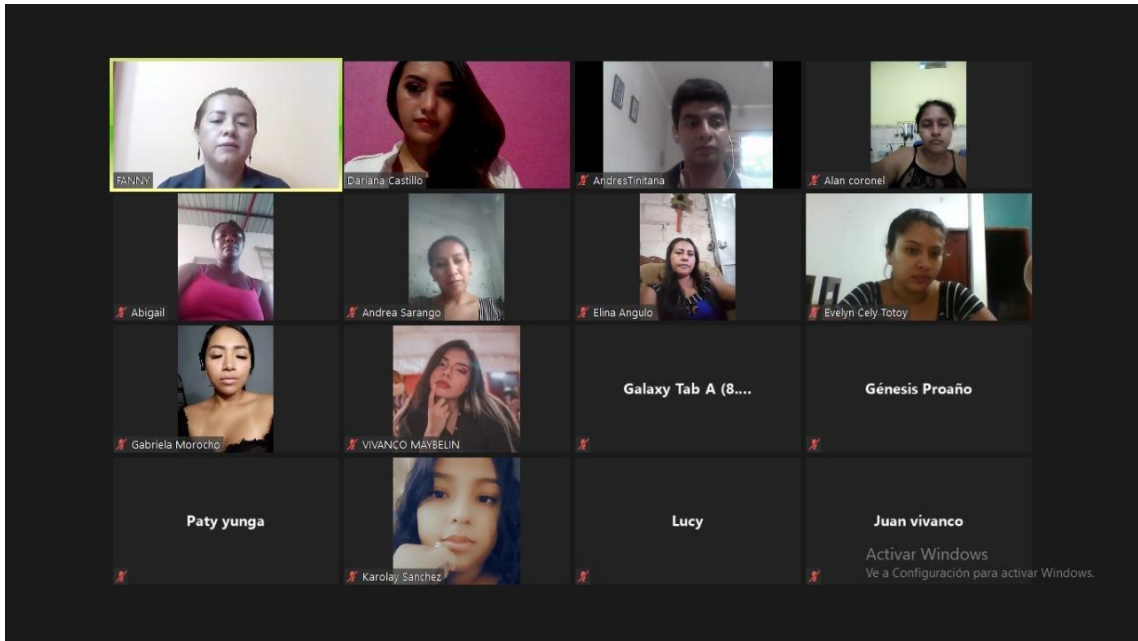 FANNY
Dariana Castillo
AndresTinitana
Alan coronel
Abigail
Andrea Sarango
Elina Angulo
Evelyn Cely Totoy
Gabriela Morocho
VIVANCO MAYBELIN
Galaxy Tab A (8....
Génesis Proaño
Paty yunga
Karolay Sanchez
Lucy
Juan vivanco
Activar Windows
Ve a Configuración para activar Windows.